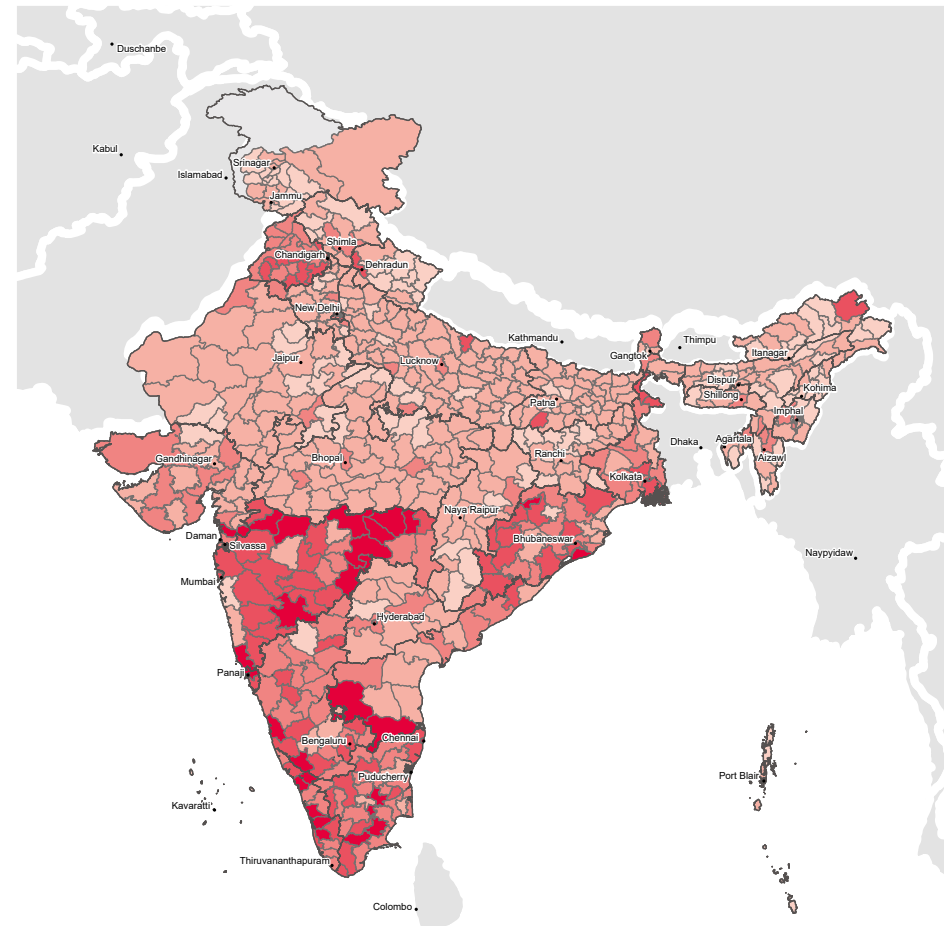 Duschanbe
Kabul
Srinagar
Islamabad
Jammu
Shimla
Chandigarh
Dehradun
New Delhi
Kathmandu
Thimpu
Jaipur
Lucknow
Gangtok
Itanagar
Dispur
Kohima
Shillong
Patna
Imphal
Dhaka
Agartala
Gandhinagar
Bhopal
Ranchi
Aizawl
Kolkata
Naya Raipur
Daman
Silvassa
Bhubaneswar
Naypyidaw
Mumbai
Hyderabad
Panaji
Bengaluru
Chennai
Puducherry
Port Blair
Kavaratti
Thiruvananthapuram
Colombo